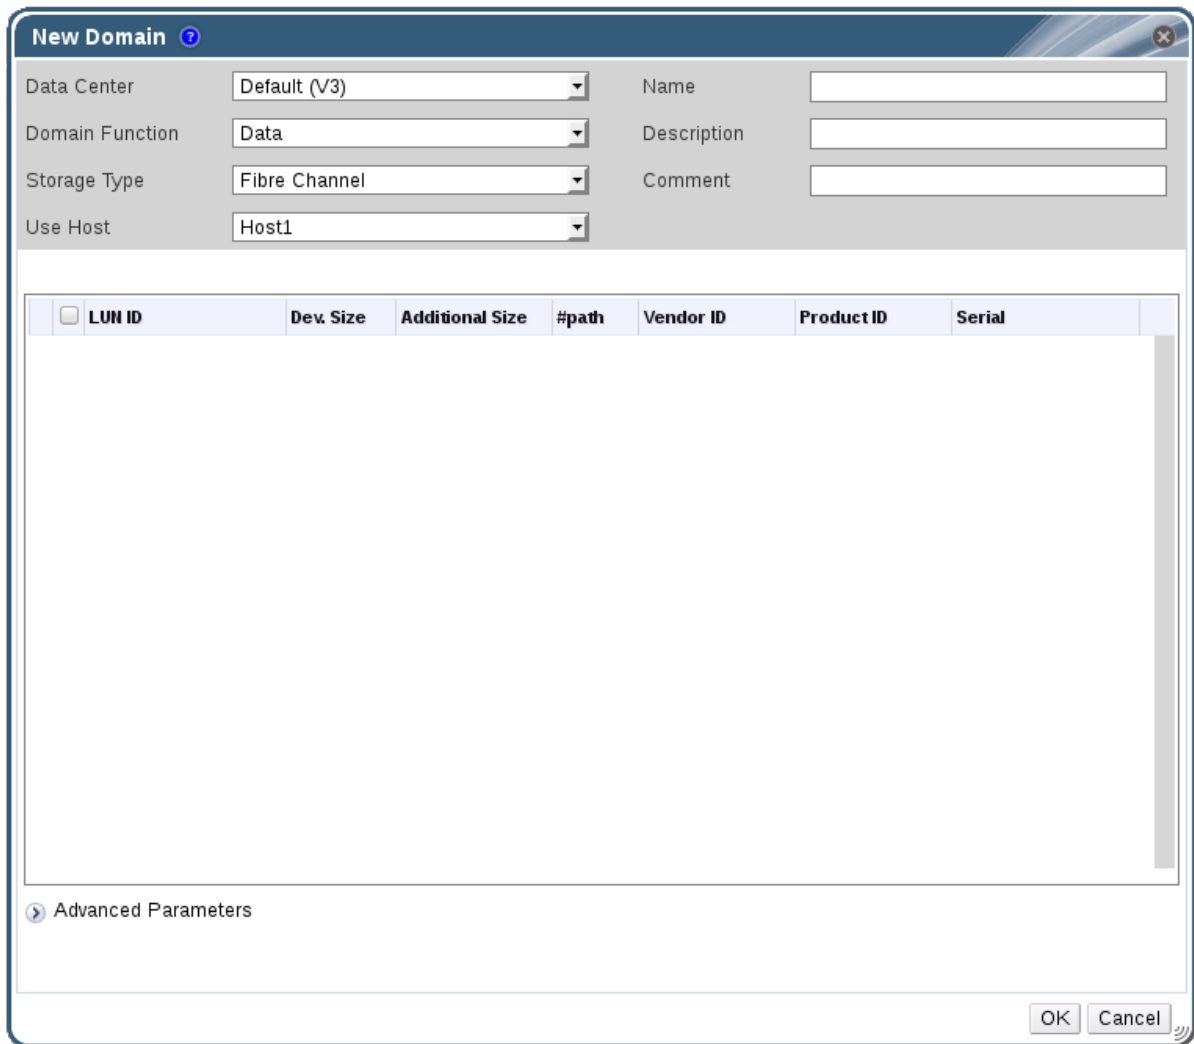 New Domain ?
Data Center Default (V3) Name
Domain Function Data Description
Storage Type Fibre Channel Comment
Use Host Host1
LUN ID Dev. Size Additional Size #path Vendor ID Product ID Serial
Advanced Parameters
OK Cancel